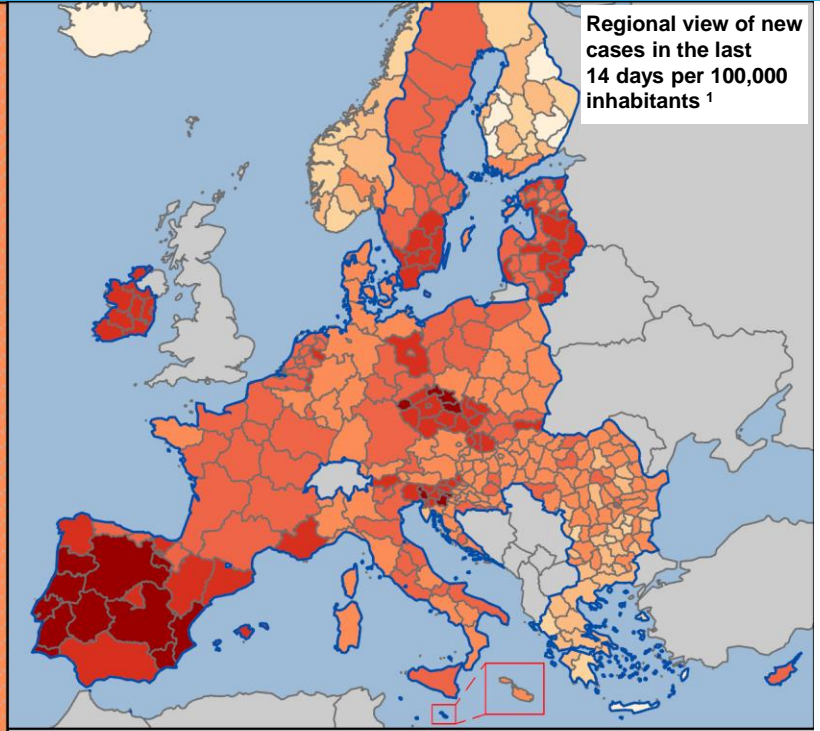 Regional view of new
cases in the last
14 days per 100,000
inhabitants ¹